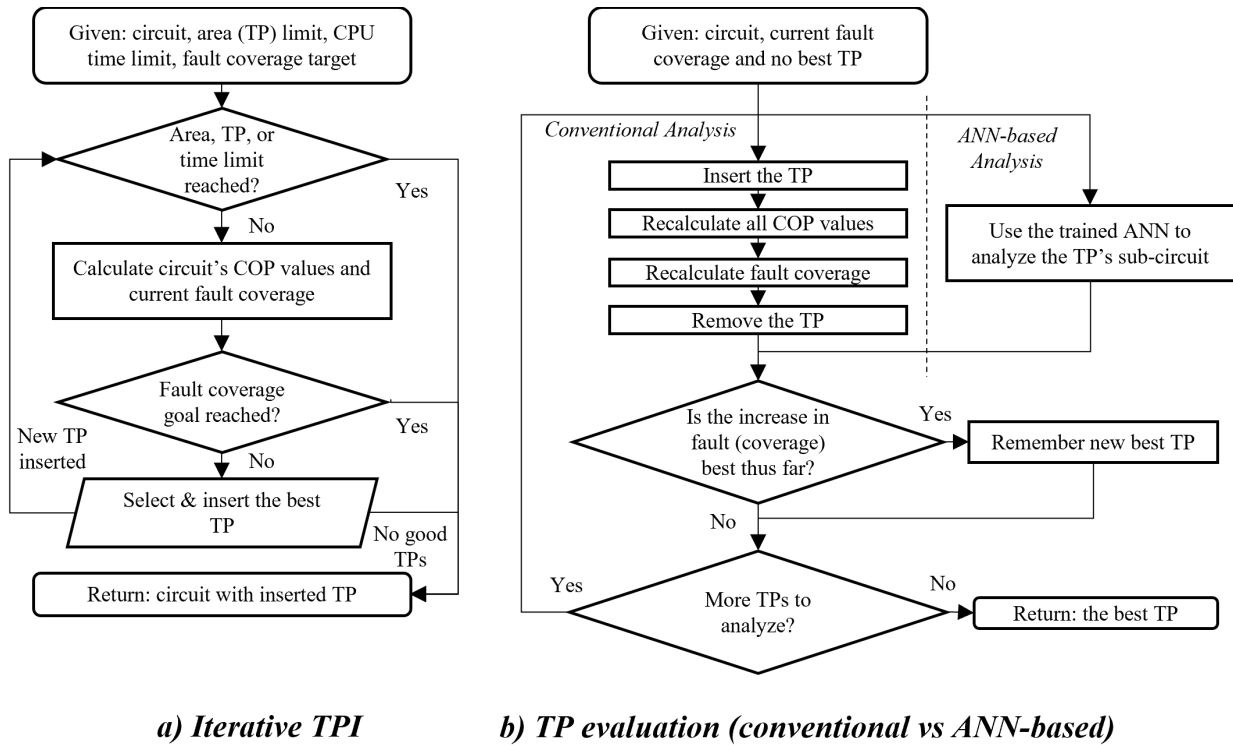 Given: circuit, area (TP) limit, CPU
time limit, fault coverage target
Area, TP, or
time limit
reached?
Yes
No
Calculate circuit's COP values and
current fault coverage
Fault coverage
goal reached?
Yes
New TP
inserted
No
Select & insert the best
TP
No good
TPs
Return: circuit with inserted TP
a) Iterative TPI
Given: circuit, current fault
coverage and no best TP
Conventional Analysis
ANN-based
Analysis
Insert the TP
Recalculate all COP values
Recalculate fault coverage
Remove the TP
Use the trained ANN to
analyze the TP's sub-circuit
Is the increase in
fault (coverage)
best thus far?
Yes
Remember new best TP
No
More TPs to
analyze?
Yes
No
Return: the best TP
b) TP evaluation (conventional vs ANN-based)